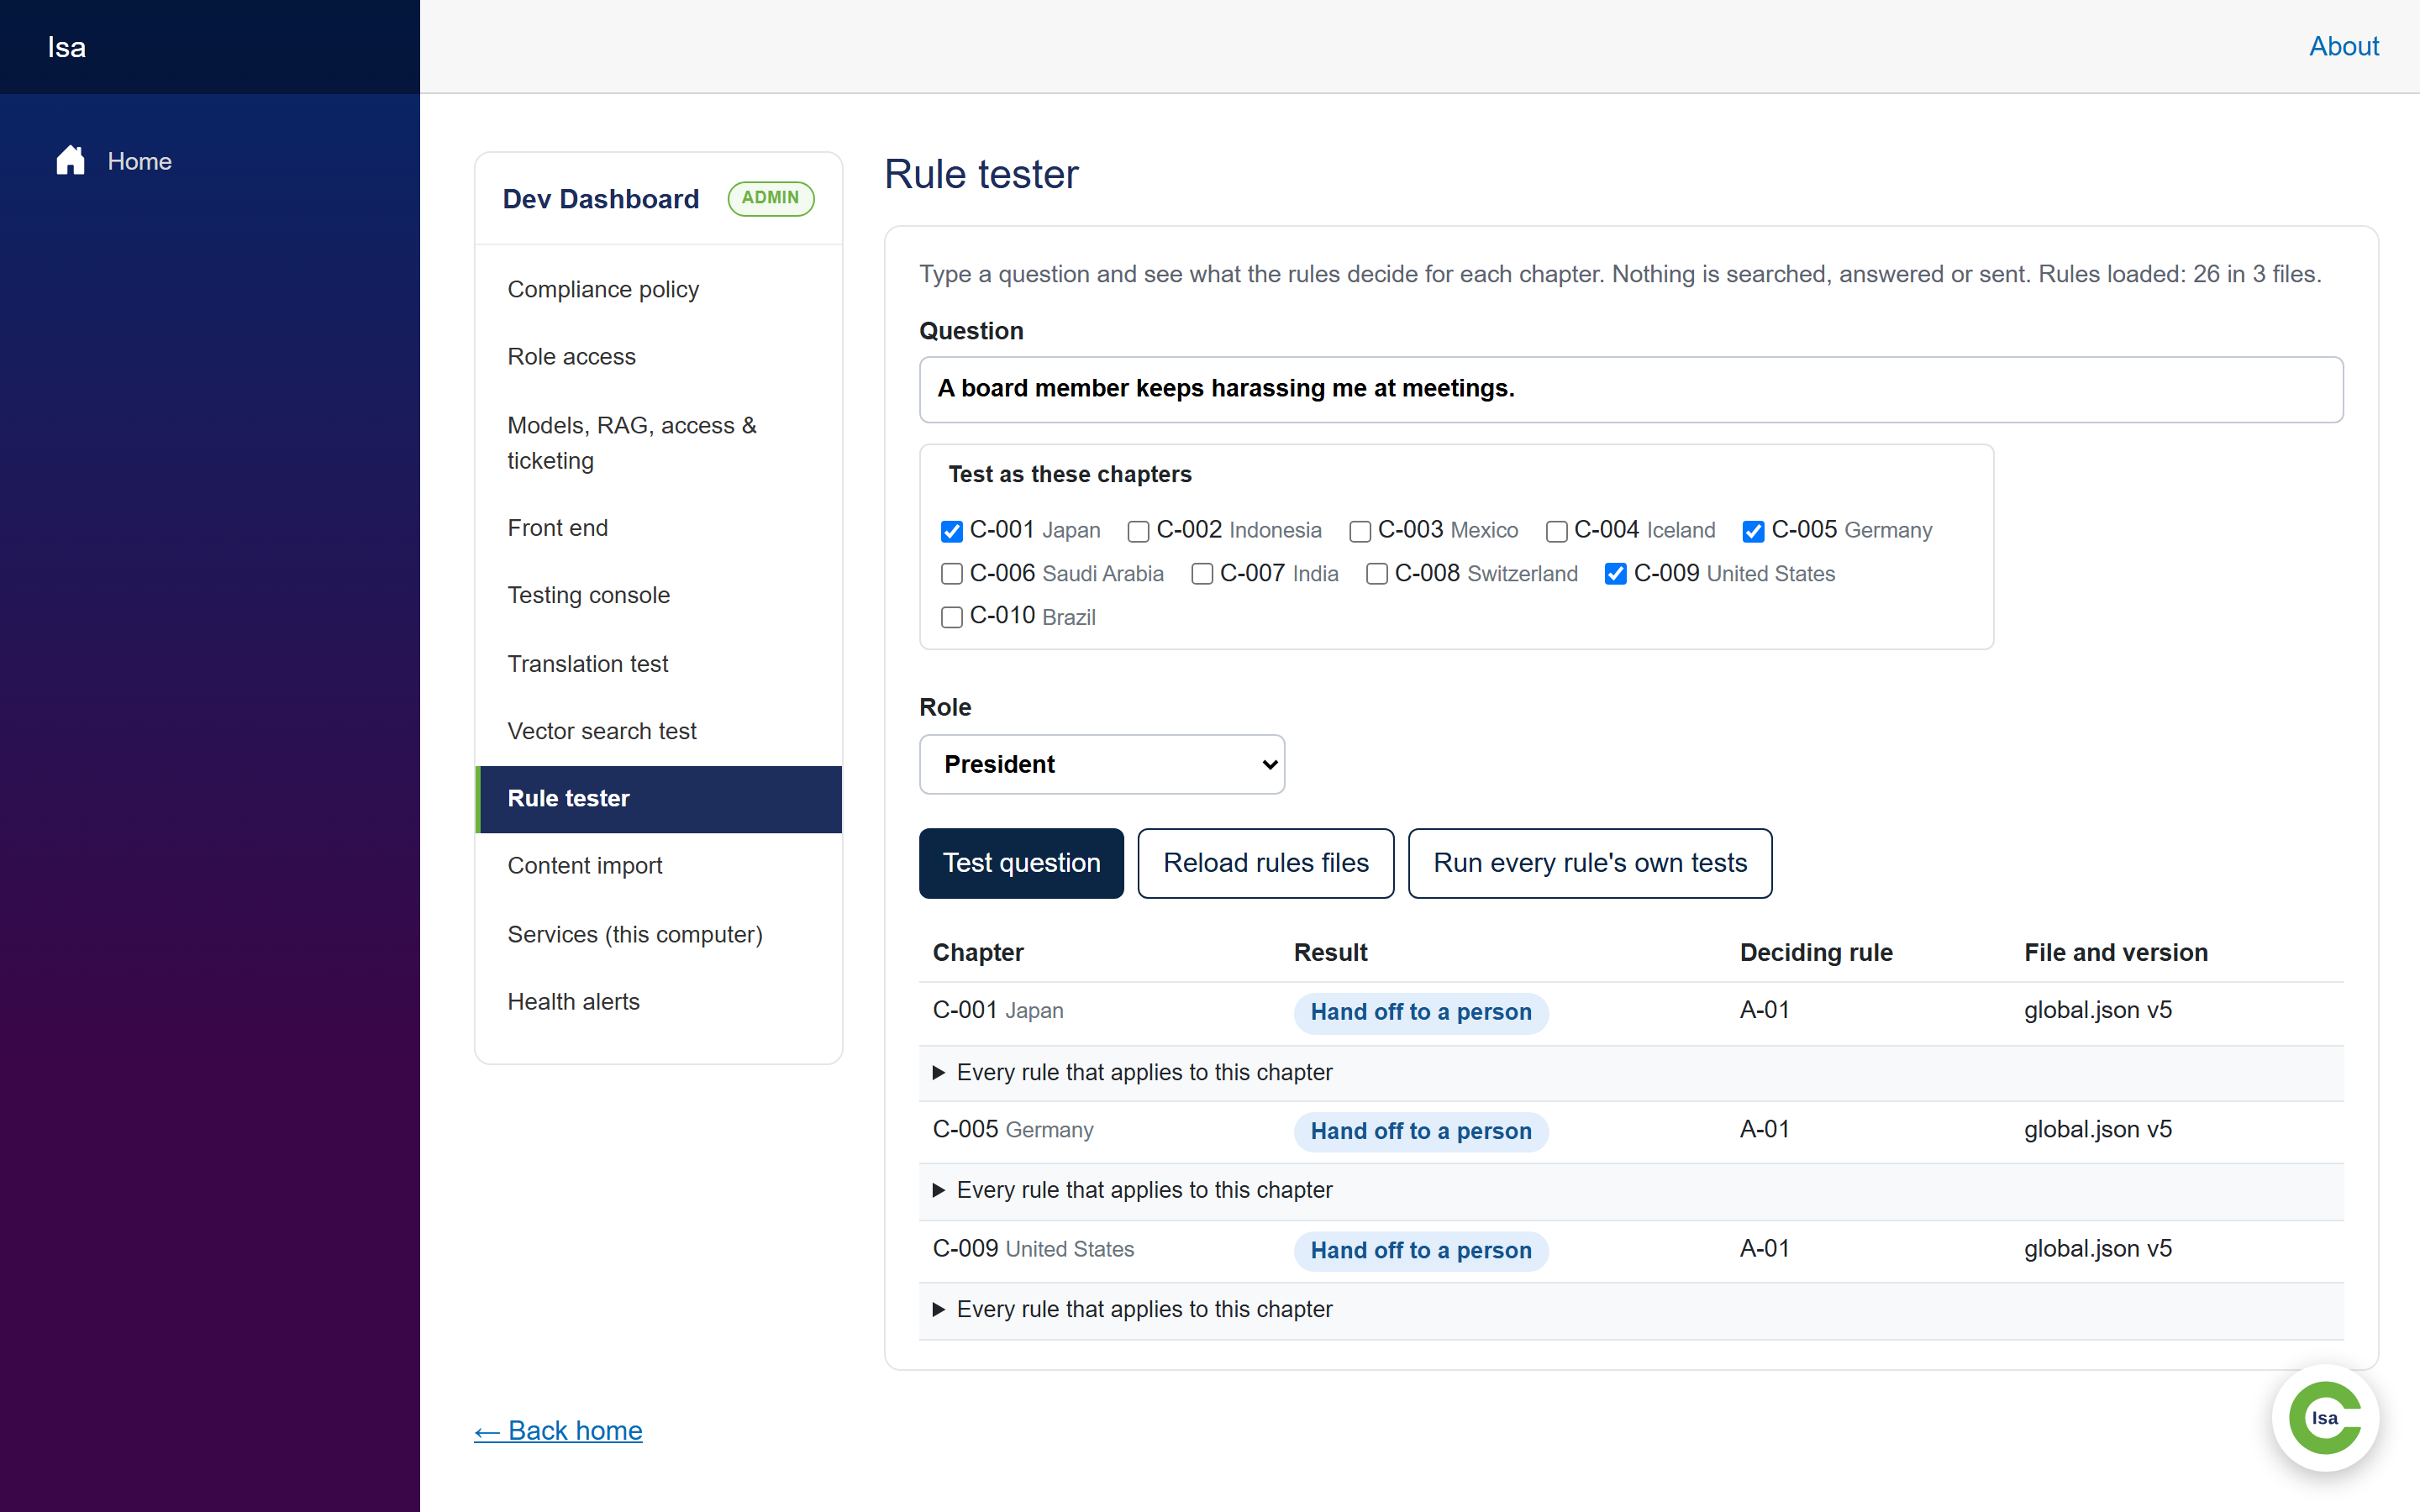 Isa
About
Home
Dev Dashboard ADMIN
Compliance policy
Role access
Models, RAG, access &
ticketing
Front end
Testing console
Translation test
Vector search test
Rule tester
Content import
Services (this computer)
Health alerts
Rule tester
Type a question and see what the rules decide for each chapter. Nothing is searched, answered or sent. Rules loaded: 26 in 3 files.
Question
A board member keeps harassing me at meetings.
Test as these chapters
C-001 Japan C-002 Indonesia C-003 Mexico C-004 Iceland C-005 Germany
C-006 Saudi Arabia C-007 India C-008 Switzerland C-009 United States
C-010 Brazil
Role
President
Test question Reload rules files Run every rule's own tests
Chapter Result Deciding rule File and version
C-001 Japan Hand off to a person A-01 global.json v5
Every rule that applies to this chapter
C-005 Germany Hand off to a person A-01 global.json v5
Every rule that applies to this chapter
C-009 United States Hand off to a person A-01 global.json v5
Every rule that applies to this chapter
← Back home
Isa